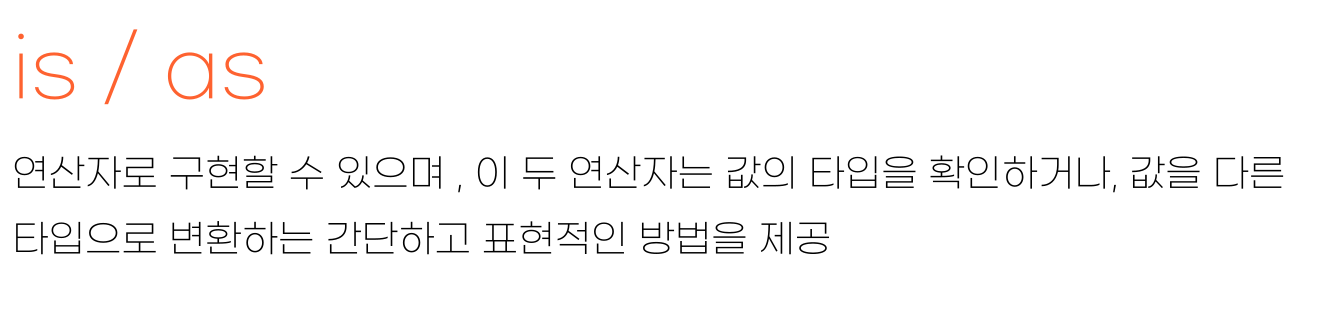 is / as
연산자로 구현할 수 있으며 , 이 두 연산자는 값의 타입을 확인하거나, 값을 다른
타입으로 변환하는 간단하고 표현적인 방법을 제공